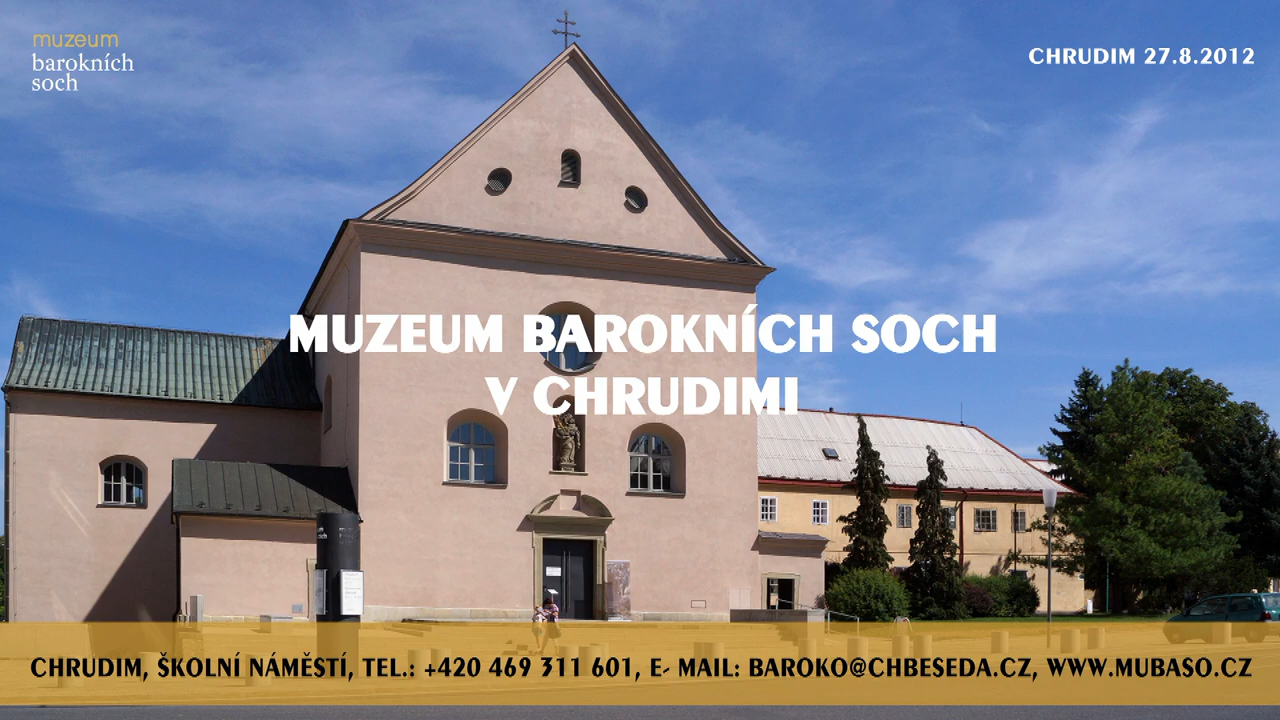 muzeum
barokních
soch
CHRUDIM 27.8.2012
MUZEUM BAROKNÍCH SOCH
V CHRUDIMI
CHRUDIM, ŠKOLNÍ NÁMĚSTÍ, TEL.: +420 469 311 601, E- MAIL: BAROKO@CHBESEDA.CZ, WWW.MUBASO.CZ